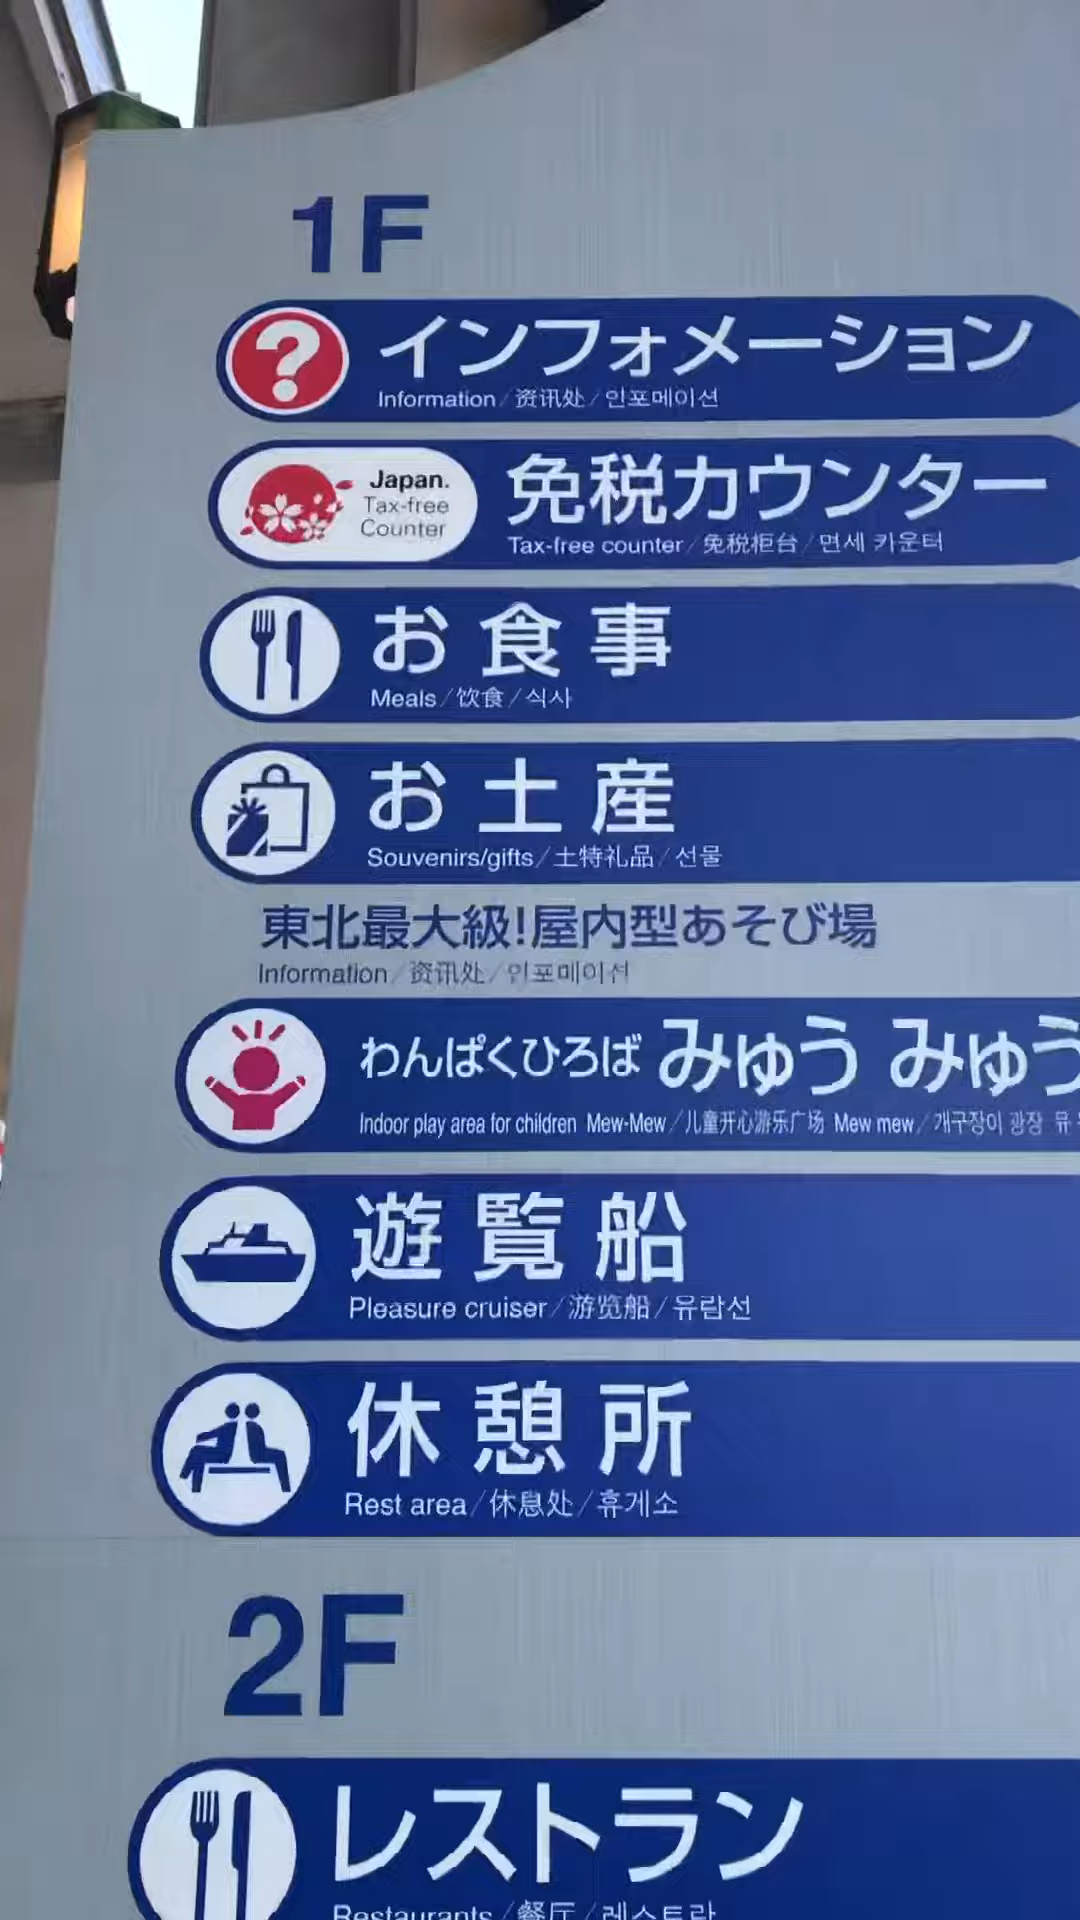 1F
?
インフォメーション
Information/资讯处/인포메이션
Japan.
Tax-free
Counter
免税カウンター
Tax-free counter/免税柜台/면세 카운터
お食事
Meals/饮食/식사
お土産
Souvenirs/gifts/土特礼品/선물
東北最大級!屋内型あそび場
Information/资讯处/인포메이션
わんぱくひろば みゅう みゅう
Indoor play area for children Mew-Mew/儿童开心游乐广场 Mew mew/개구장이 광장 뮤
遊覧船
Pleasure cruiser/游览船/유람선
休憩所
Rest area/休息处/휴게소
2F
レストラン
Restaurants/餐厅/레스토랑